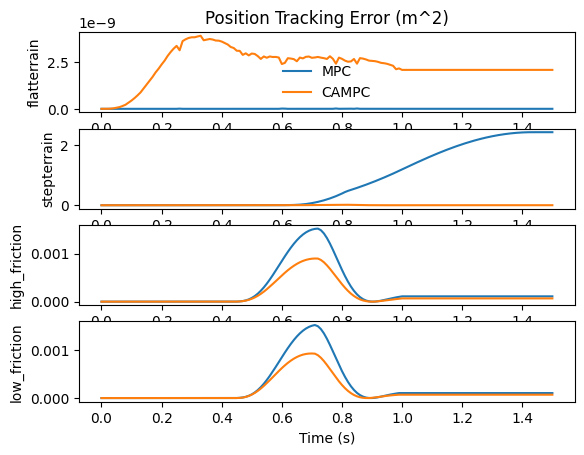 Position Tracking Error (m^2)
1e−9
flatterrain
2.5
0.0
MPC
CAMPC
0.0 0.2 0.4 0.6 0.8 1.0 1.2 1.4
stepterrain
2
0
0.0 0.2 0.4 0.6 0.8 1.0 1.2 1.4
high_friction
0.001
0.000
0.0 0.2 0.4 0.6 0.8 1.0 1.2 1.4
low_friction
0.001
0.000
0.0 0.2 0.4 0.6 0.8 1.0 1.2 1.4
Time (s)